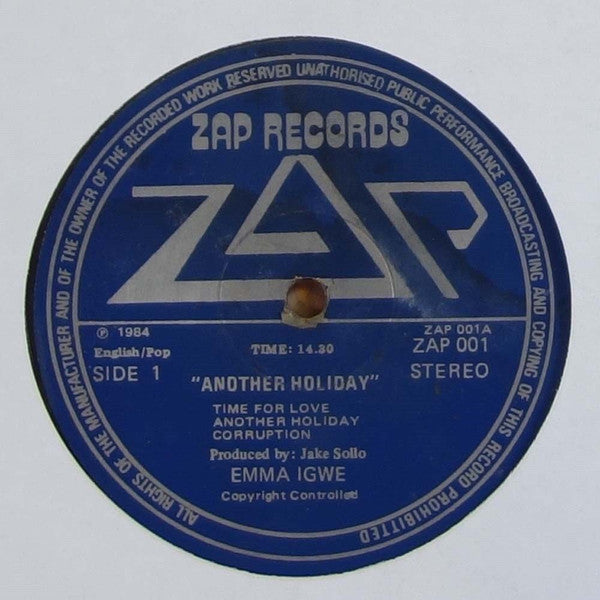 ALL RIGHTS OF THE MANUFACTURER AND OF THE OWNER OF THE RECORDED WORK RESERVED UNATHORISED PUBLIC PERFORMANCE BROADCASTING AND COPYING OF THIS RECORD PROHIBITTED
ZAP RECORDS
ZAP
℗ 1984
ZAP 001A
English/Pop
TIME: 14.30
ZAP 001
SIDE 1
STEREO
"ANOTHER HOLIDAY"
TIME FOR LOVE
ANOTHER HOLIDAY
CORRUPTION
Produced by: Jake Sollo
EMMA IGWE
Copyright Controlled